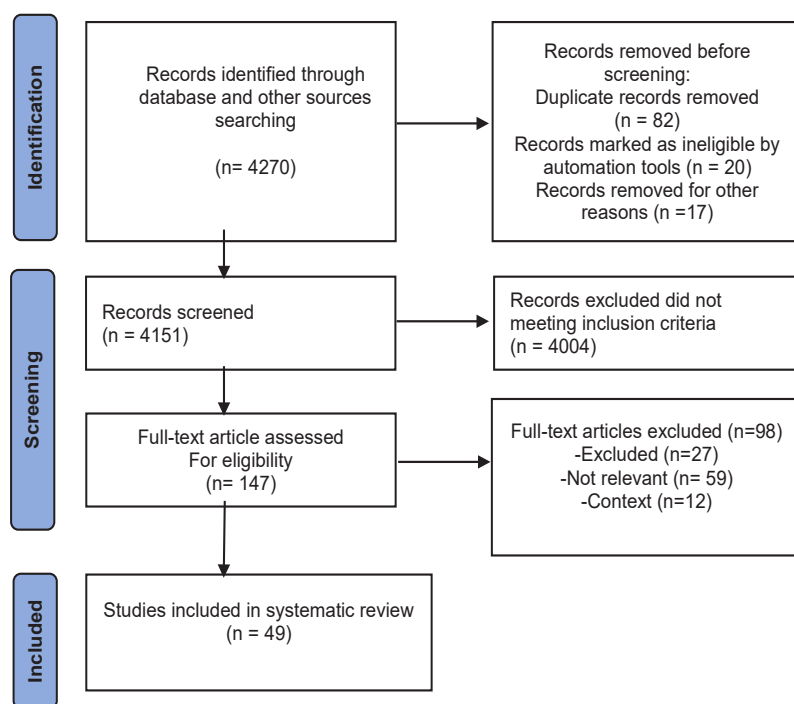 Identification
Records identified through
database and other sources
searching
(n= 4270)
Records removed before
screening:
Duplicate records removed
(n = 82)
Records marked as ineligible by
automation tools (n = 20)
Records removed for other
reasons (n =17)
Screening
Records screened
(n = 4151)
Records excluded did not
meeting inclusion criteria
(n = 4004)
Full-text article assessed
For eligibility
(n= 147)
Full-text articles excluded (n=98)
-Excluded (n=27)
-Not relevant (n= 59)
-Context (n=12)
Included
Studies included in systematic review
(n = 49)